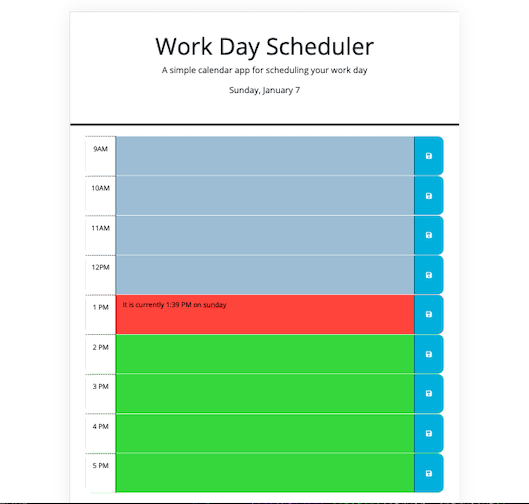 Work Day Scheduler
A simple calendar app for scheduling your work day
Sunday, January 7
9AM
10AM
11AM
12PM
1 PM It is currently 1:39 PM on sunday
2 PM
3 PM
4 PM
5 PM